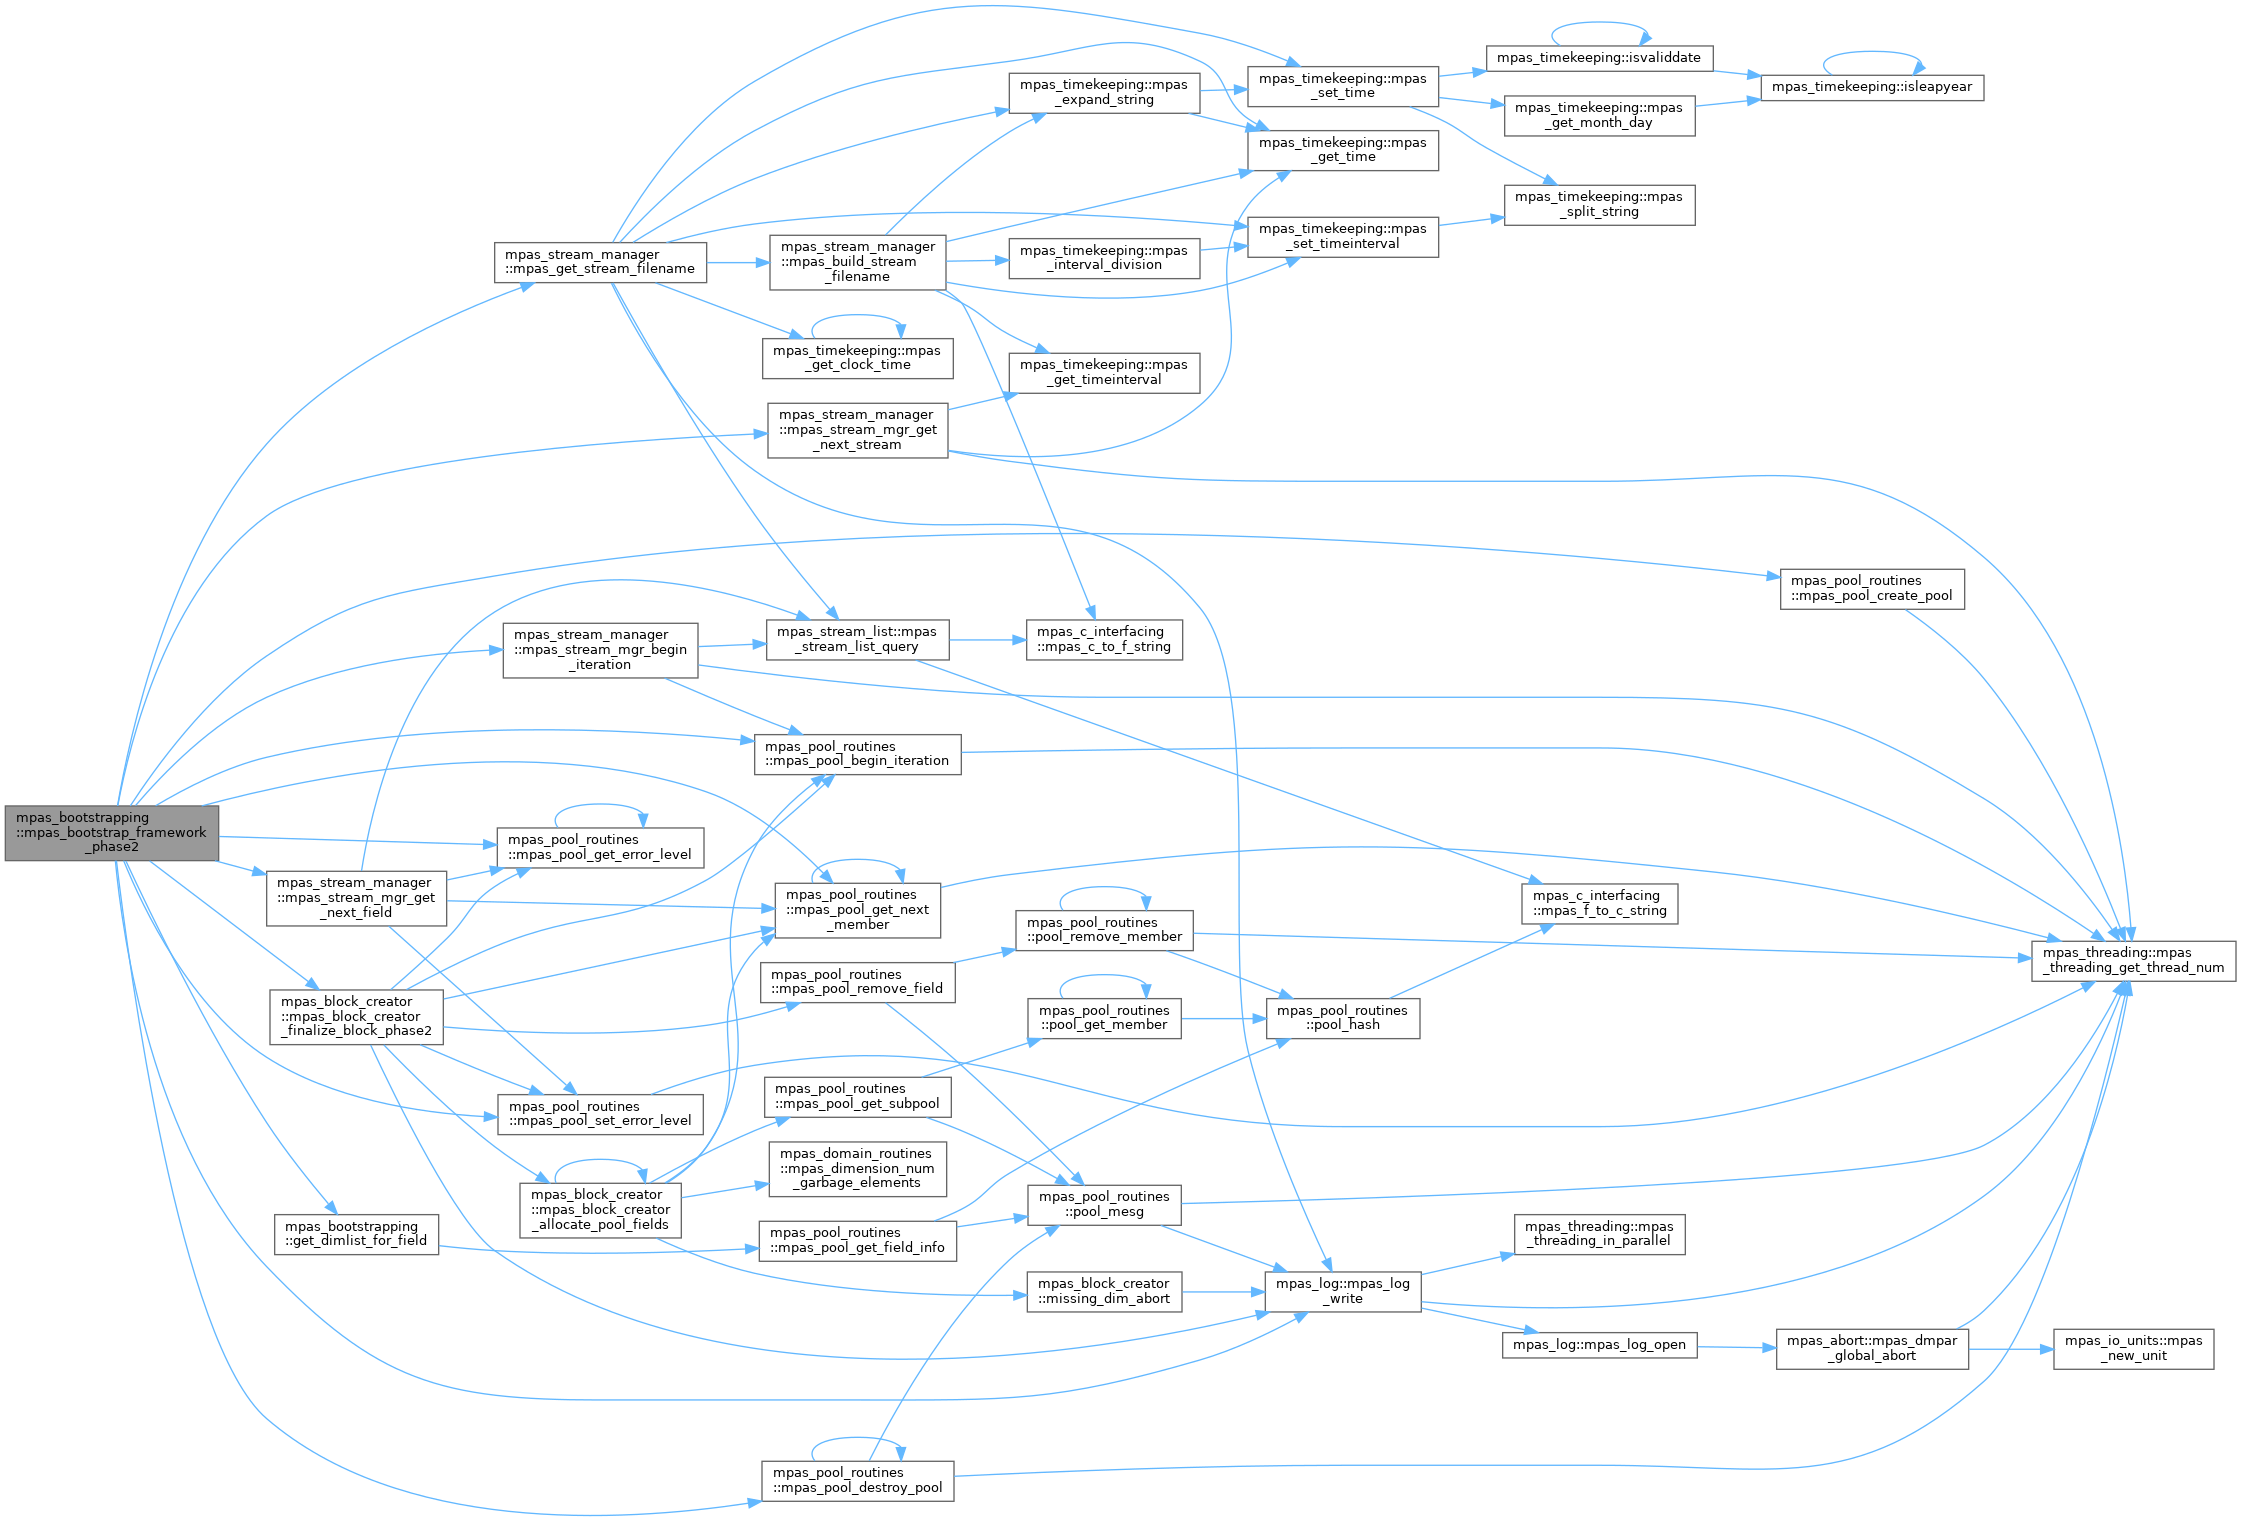 mpas_timekeeping::isvaliddate
mpas_timekeeping::mpas
_set_time
mpas_timekeeping::isleapyear
mpas_timekeeping::mpas
_expand_string
mpas_timekeeping::mpas
_get_month_day
mpas_timekeeping::mpas
_get_time
mpas_timekeeping::mpas
_split_string
mpas_timekeeping::mpas
_set_timeinterval
mpas_stream_manager
::mpas_get_stream_filename
mpas_stream_manager
::mpas_build_stream
_filename
mpas_timekeeping::mpas
_interval_division
mpas_timekeeping::mpas
_get_clock_time
mpas_timekeeping::mpas
_get_timeinterval
mpas_stream_manager
::mpas_stream_mgr_get
_next_stream
mpas_pool_routines
::mpas_pool_create_pool
mpas_stream_manager
::mpas_stream_mgr_begin
_iteration
mpas_stream_list::mpas
_stream_list_query
mpas_c_interfacing
::mpas_c_to_f_string
mpas_pool_routines
::mpas_pool_begin_iteration
mpas_bootstrapping
::mpas_bootstrap_framework
_phase2
mpas_pool_routines
::mpas_pool_get_error_level
mpas_stream_manager
::mpas_stream_mgr_get
_next_field
mpas_pool_routines
::mpas_pool_get_next
_member
mpas_c_interfacing
::mpas_f_to_c_string
mpas_pool_routines
::pool_remove_member
mpas_threading::mpas
_threading_get_thread_num
mpas_pool_routines
::mpas_pool_remove_field
mpas_block_creator
::mpas_block_creator
_finalize_block_phase2
mpas_pool_routines
::pool_get_member
mpas_pool_routines
::pool_hash
mpas_pool_routines
::mpas_pool_get_subpool
mpas_pool_routines
::mpas_pool_set_error_level
mpas_domain_routines
::mpas_dimension_num
_garbage_elements
mpas_block_creator
::mpas_block_creator
_allocate_pool_fields
mpas_pool_routines
::pool_mesg
mpas_bootstrapping
::get_dimlist_for_field
mpas_pool_routines
::mpas_pool_get_field_info
mpas_threading::mpas
_threading_in_parallel
mpas_block_creator
::missing_dim_abort
mpas_log::mpas_log
_write
mpas_log::mpas_log_open
mpas_abort::mpas_dmpar
_global_abort
mpas_io_units::mpas
_new_unit
mpas_pool_routines
::mpas_pool_destroy_pool